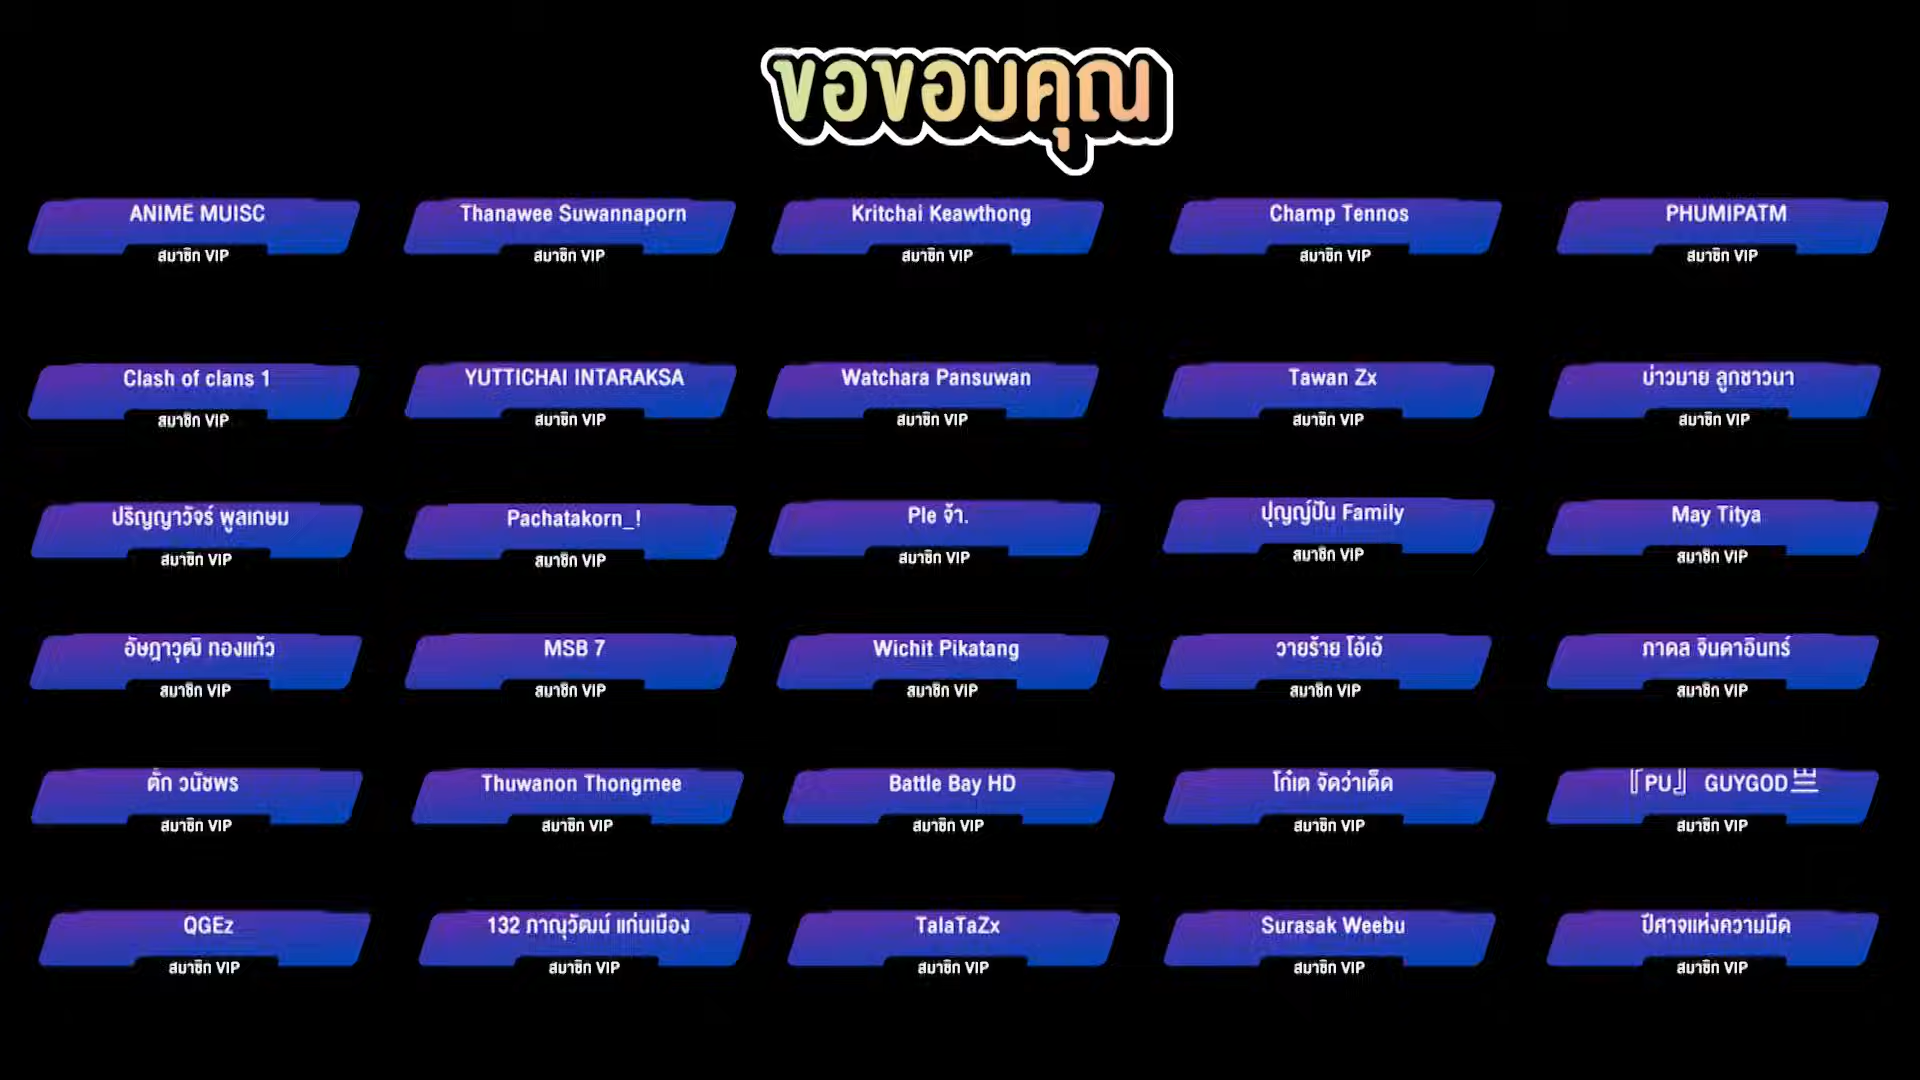 ขอขอบคุณ
ANIME MUISC
สมาชิก VIP
Thanawee Suwannaporn
สมาชิก VIP
Kritchai Keawthong
สมาชิก VIP
Champ Tennos
สมาชิก VIP
PHUMIPATM
สมาชิก VIP
Clash of clans 1
สมาชิก VIP
YUTTICHAI INTARAKSA
สมาชิก VIP
Watchara Pansuwan
สมาชิก VIP
Tawan Zx
สมาชิก VIP
บ่าวมาย ลูกชาวนา
สมาชิก VIP
ปริญญาวัจร์ พูลเกษม
สมาชิก VIP
Pachatakorn_!
สมาชิก VIP
Ple จ้า.
สมาชิก VIP
ปุญญ์ปัน Family
สมาชิก VIP
May Titya
สมาชิก VIP
อัษฎาวุฒิ ทองแก้ว
สมาชิก VIP
MSB 7
สมาชิก VIP
Wichit Pikatang
สมาชิก VIP
วายร้าย โอ้เอ้
สมาชิก VIP
ภาดล จินดาอินทร์
สมาชิก VIP
ตั๊ก วนัชพร
สมาชิก VIP
Thuwanon Thongmee
สมาชิก VIP
Battle Bay HD
สมาชิก VIP
โก๋เต จัดว่าเด็ด
สมาชิก VIP
『PU』 GUYGOD亗
สมาชิก VIP
QGEz
สมาชิก VIP
132 ภาณุวัฒน์ แก่นเมือง
สมาชิก VIP
TalaTaZx
สมาชิก VIP
Surasak Weebu
สมาชิก VIP
ปีศาจแห่งความมืด
สมาชิก VIP